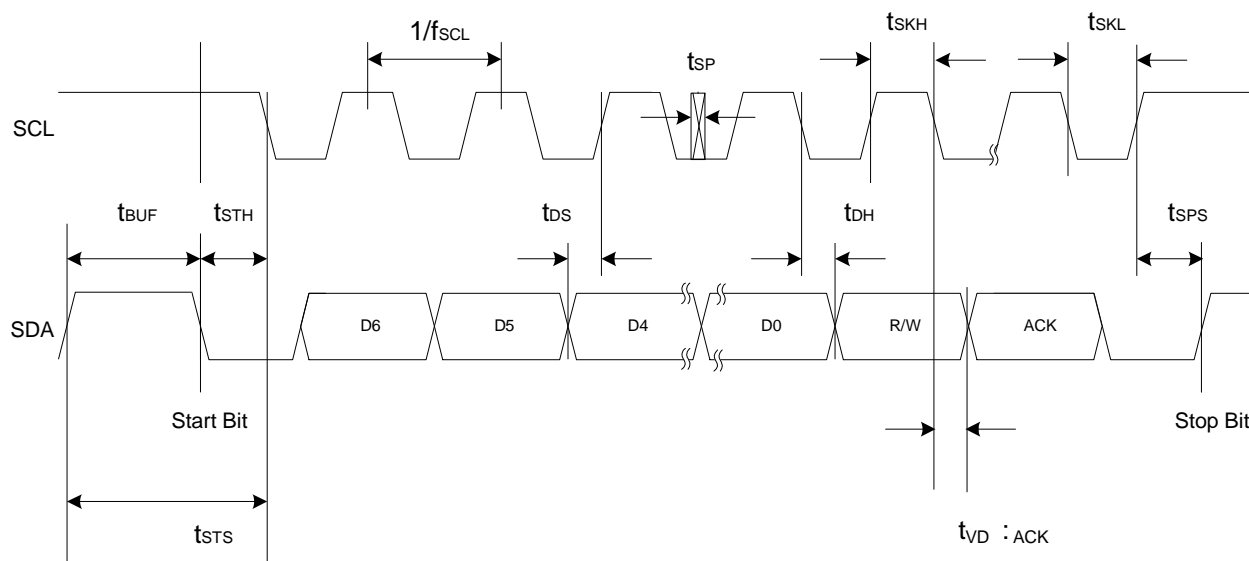 1/fSCL
tSKH
tSKL
tSP
SCL
tBUF
tSTH
tDS
tDH
tSPS
SDA
D6
D5
D4
D0
R/W
ACK
Start Bit
Stop Bit
tSTS
tVD :ACK